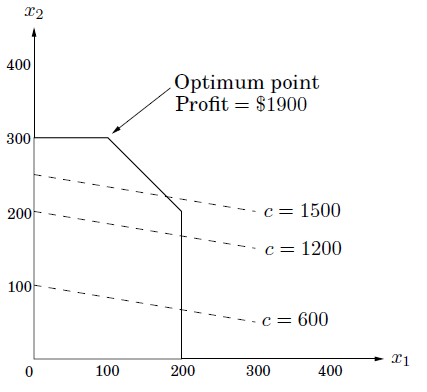 x₂
400
Optimum point
Profit = $1900
300
200
c = 1500
c = 1200
100
c = 600
0
100
200
300
400
x₁